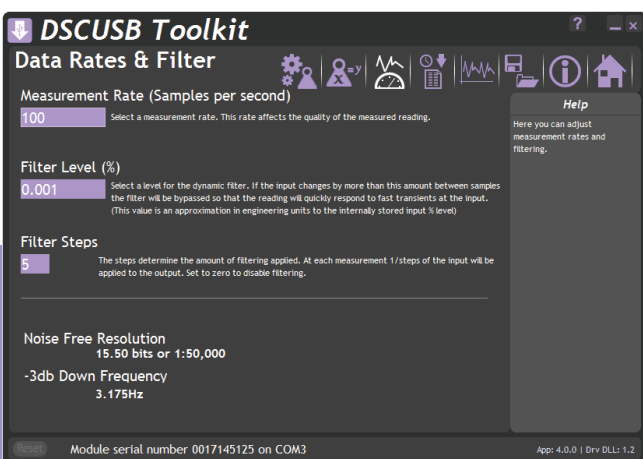 DSCUSB Toolkit
?
Data Rates & Filter
=y
Measurement Rate (Samples per second)
100
Select a measurement rate. This rate affects the quality of the measured reading.
Help
Here you can adjust
measurement rates and
filtering.
Filter Level (%)
0.001
Select a level for the dynamic filter. If the input changes by more than this amount between samples
the filter will be bypassed so that the reading will quickly respond to fast transients at the input.
(This value is an approximation in engineering units to the internally stored input % level)
Filter Steps
5
The steps determine the amount of filtering applied. At each measurement 1/steps of the input will be
applied to the output. Set to zero to disable filtering.
Noise Free Resolution
15.50 bits or 1:50,000
-3db Down Frequency
3.175Hz
Reset
Module serial number 0017145125 on COM3
App: 4.0.0 | Drv DLL: 1.2